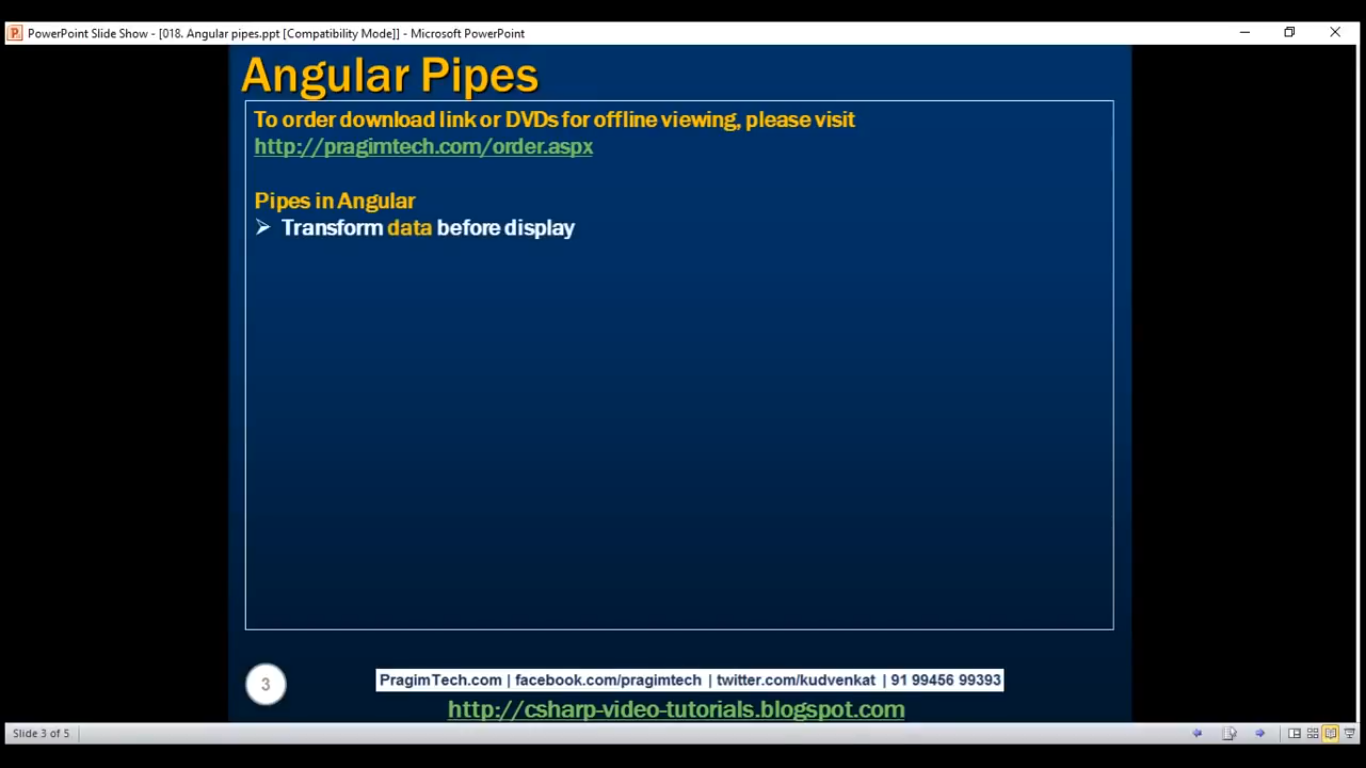 PowerPoint Slide Show - [018. Angular pipes.ppt [Compatibility Mode]] - Microsoft PowerPoint
Angular Pipes
To order download link or DVDs for offline viewing, please visit
http://pragimtech.com/order.aspx
Pipes in Angular
➢ Transform data before display
3
PragimTech.com | facebook.com/pragimtech | twitter.com/kudvenkat | 91 99456 99393
http://csharp-video-tutorials.blogspot.com
Slide 3 of 5